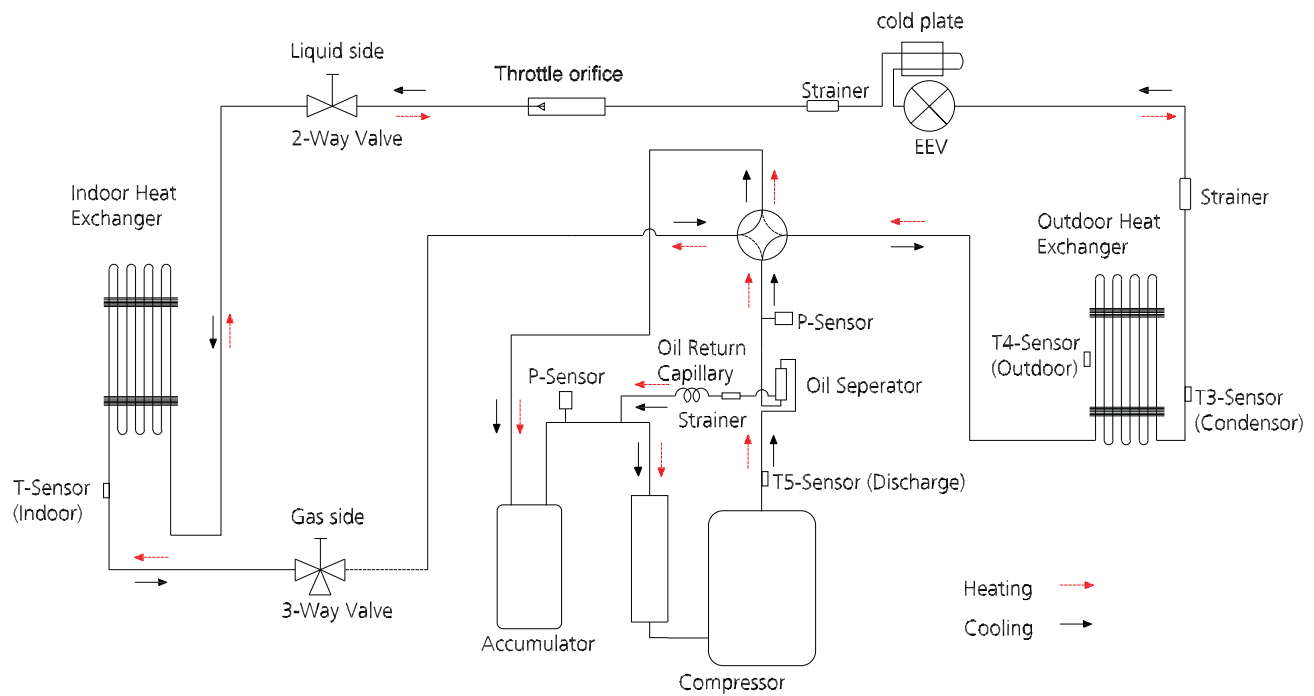 cold plate
Liquid side
Throttle orifice
Strainer
2-Way Valve
EEV
Indoor Heat
Exchanger
Strainer
Outdoor Heat
Exchanger
P-Sensor
T4-Sensor
(Outdoor)
Oil Return
Capillary
P-Sensor
Oil Seperator
T3-Sensor
(Condensor)
Strainer
T-Sensor
(Indoor)
T5-Sensor (Discharge)
Gas side
3-Way Valve
Heating
Cooling
Accumulator
Compressor